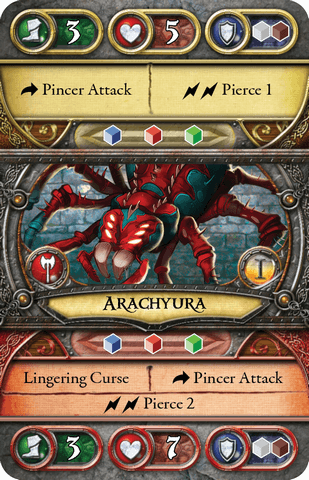 3 5
Pincer Attack Pierce 1
I
ARACHYURA
Lingering Curse Pincer Attack
Pierce 2
3 7